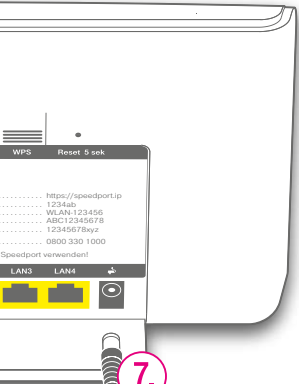 WPS Reset 5 sek
.......... https://speedport.ip
.......... 1234ab
.......... WLAN-123456
.......... ABC12345678
.......... 12345678xyz
.......... 0800 330 1000
Speedport verwenden!
LAN3 LAN4
7.